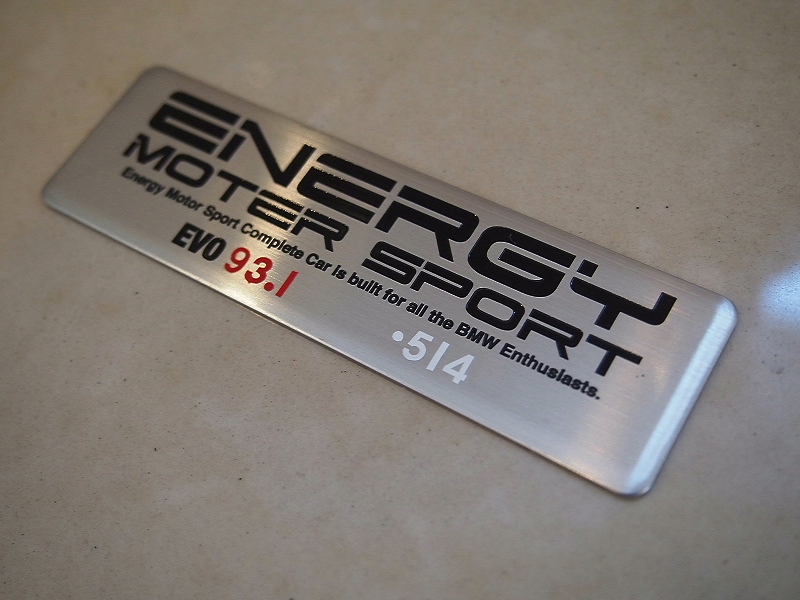 ENERGY
MOTER SPORT
Energy Motor Sport Complete Car is built for all the BMW Enthusiasts.
EVO 93.1
•514